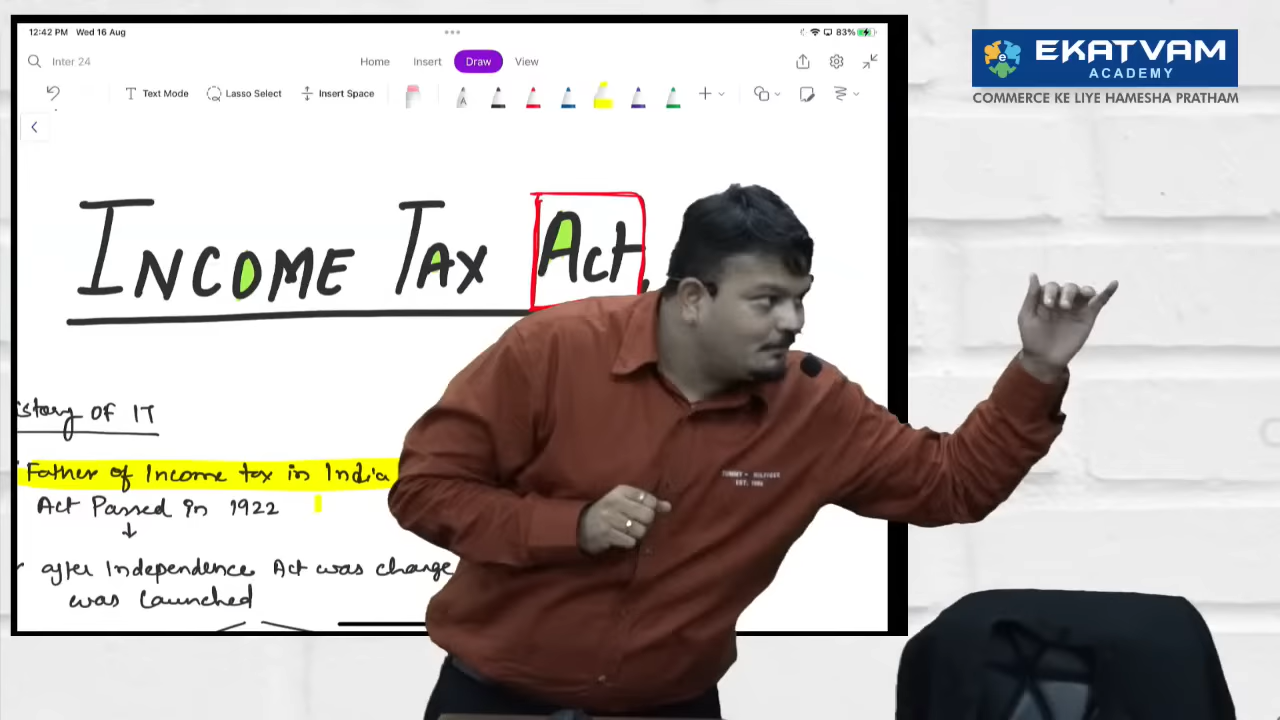 12:42 PM Wed 16 Aug
83%
EKATVAM
ACADEMY
COMMERCE KE LIYE HAMESHA PRATHAM
Inter 24
Home Insert Draw View
Text Mode Lasso Select Insert Space
INCOME TAX Act
story of IT
Father of Income tax in India
Act Passed in 1922
after Independence Act was change
was launched
EST. 1985